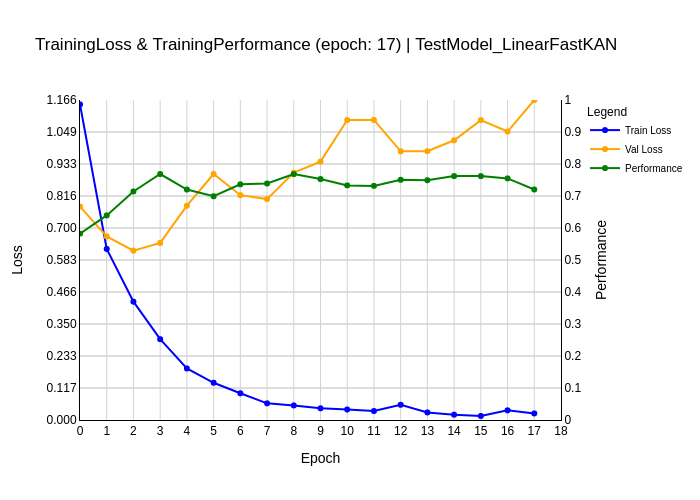 TrainingLoss & TrainingPerformance (epoch: 17) | TestModel_LinearFastKAN
1.166
1.049
0.933
0.816
0.700
0.583
0.466
0.350
0.233
0.117
0.000
Loss
0 1 2 3 4 5 6 7 8 9 10 11 12 13 14 15 16 17 18
Epoch
1
0.9
0.8
0.7
0.6
0.5
0.4
0.3
0.2
0.1
0
Performance
Legend
Train Loss
Val Loss
Performance